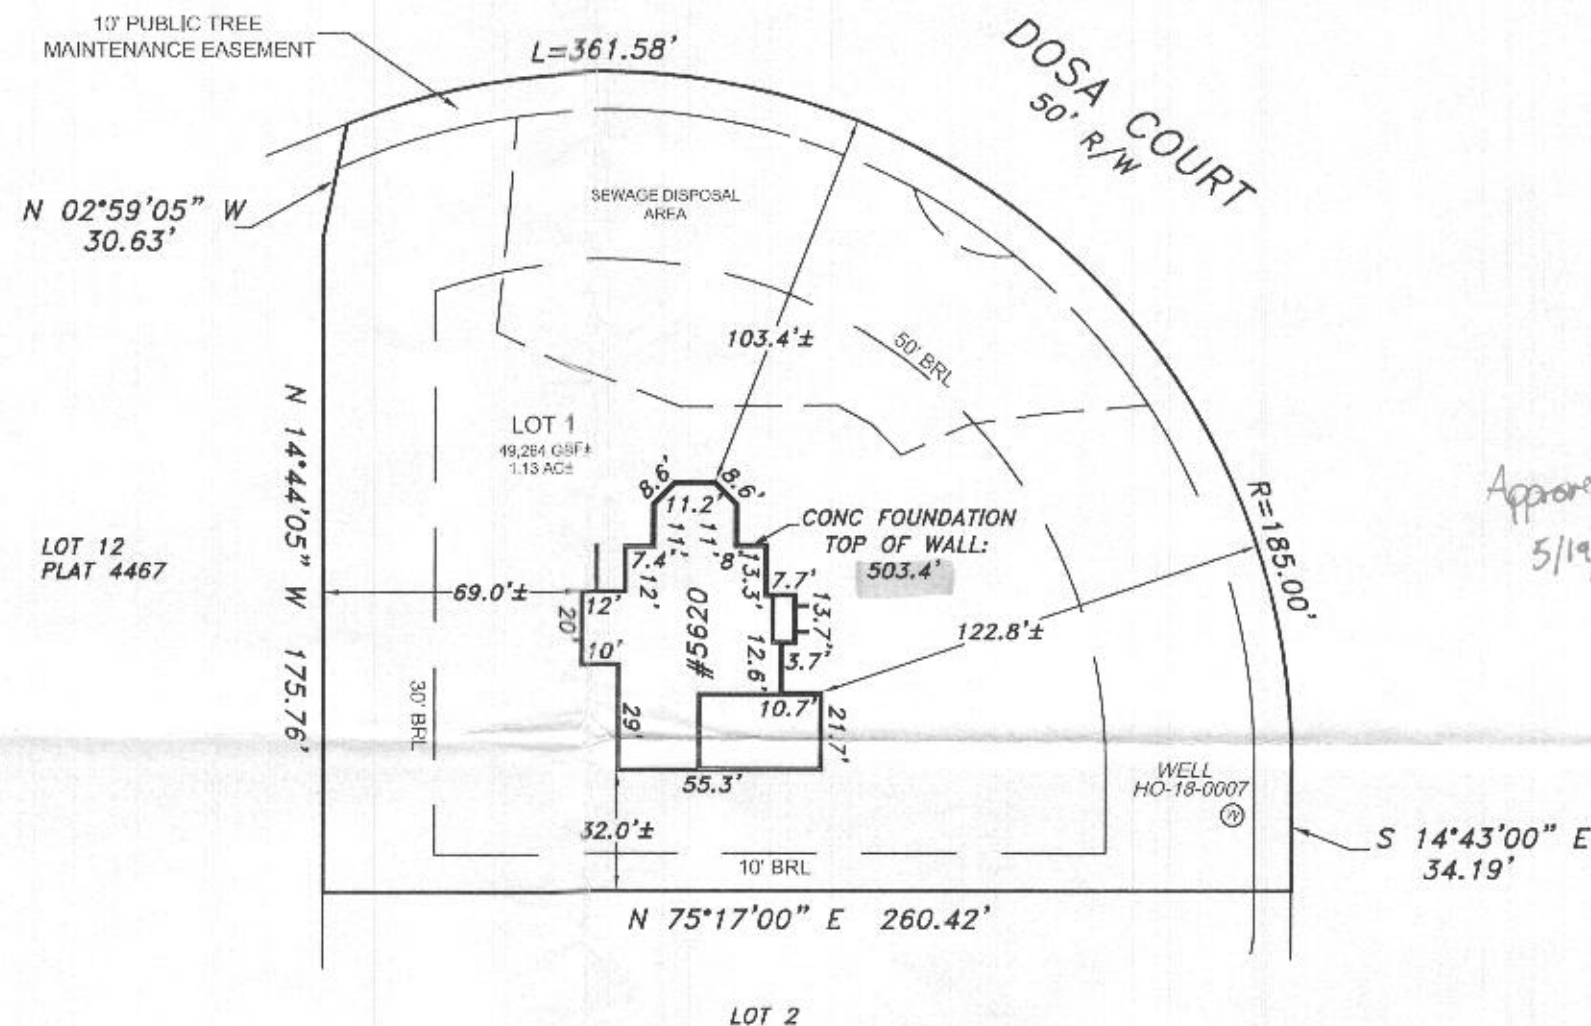 10' PUBLIC TREE
MAINTENANCE EASEMENT
L=361.58'
DOSA COURT
50' R/W
N 02°59'05" W
30.63'
SEWAGE DISPOSAL
AREA
103.4'±
50' BRL
LOT 1
49,284 GSF±
1.13 AC±
N 14°44'05" W 175.76'
LOT 12
PLAT 4467
8.6'
11.2'
8.6'
11'
11'
8'
7.4'
12'
13.3'
7.7'
13.7'
CONC FOUNDATION
TOP OF WALL:
503.4'
R=185.00'
5/19
69.0'±
12'
20'
10'
#5620
12.6'
3.7'
122.8'±
30' BRL
29'
10.7'
21.7'
55.3'
WELL
HO-18-0007
W
32.0'±
10' BRL
S 14°43'00" E
34.19'
N 75°17'00" E 260.42'
LOT 2